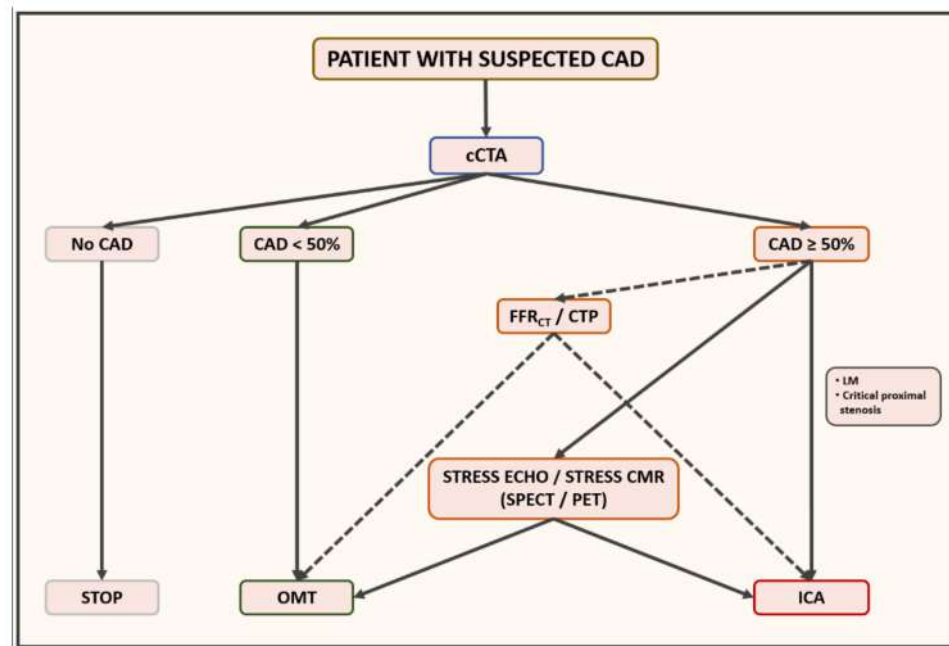 PATIENT WITH SUSPECTED CAD
cCTA
No CAD
CAD < 50%
CAD ≥ 50%
FFRCT / CTP
• LM
• Critical proximal
stenosis
STRESS ECHO / STRESS CMR
(SPECT / PET)
STOP
OMT
ICA